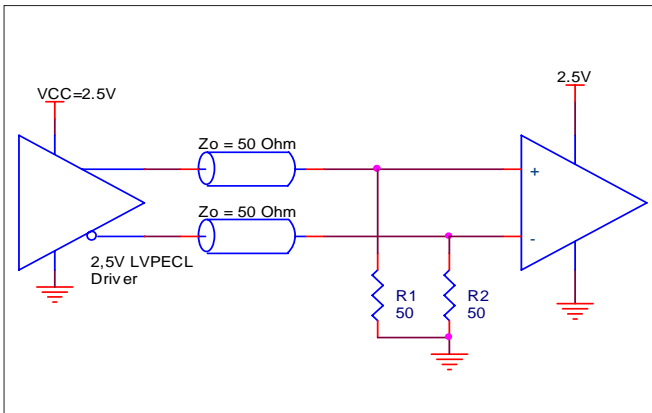 VCC=2.5V
2.5V
Zo = 50 Ohm
+
Zo = 50 Ohm
-
2,5V LVPECL
Driver
R1
50
R2
50